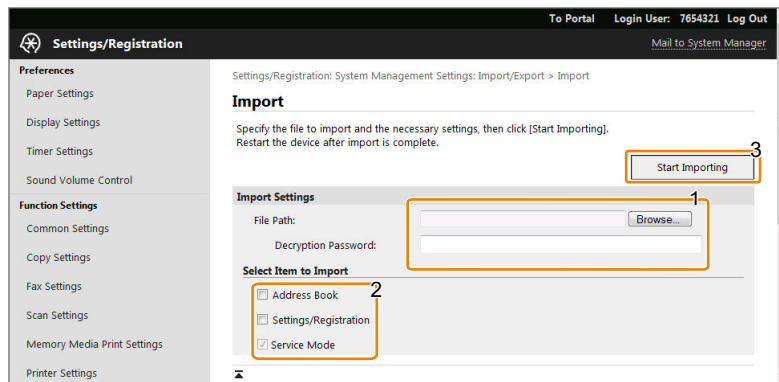 To Portal Login User: 7654321 Log Out
Settings/Registration
Mail to System Manager
Preferences
Paper Settings
Display Settings
Timer Settings
Sound Volume Control
Function Settings
Common Settings
Copy Settings
Fax Settings
Scan Settings
Memory Media Print Settings
Printer Settings
Settings/Registration: System Management Settings: Import/Export > Import
Import
Specify the file to import and the necessary settings, then click [Start Importing].
Restart the device after import is complete.
3
Start Importing
Import Settings
1
File Path:
Browse...
Decryption Password:
Select Item to Import
2
Address Book
Settings/Registration
Service Mode